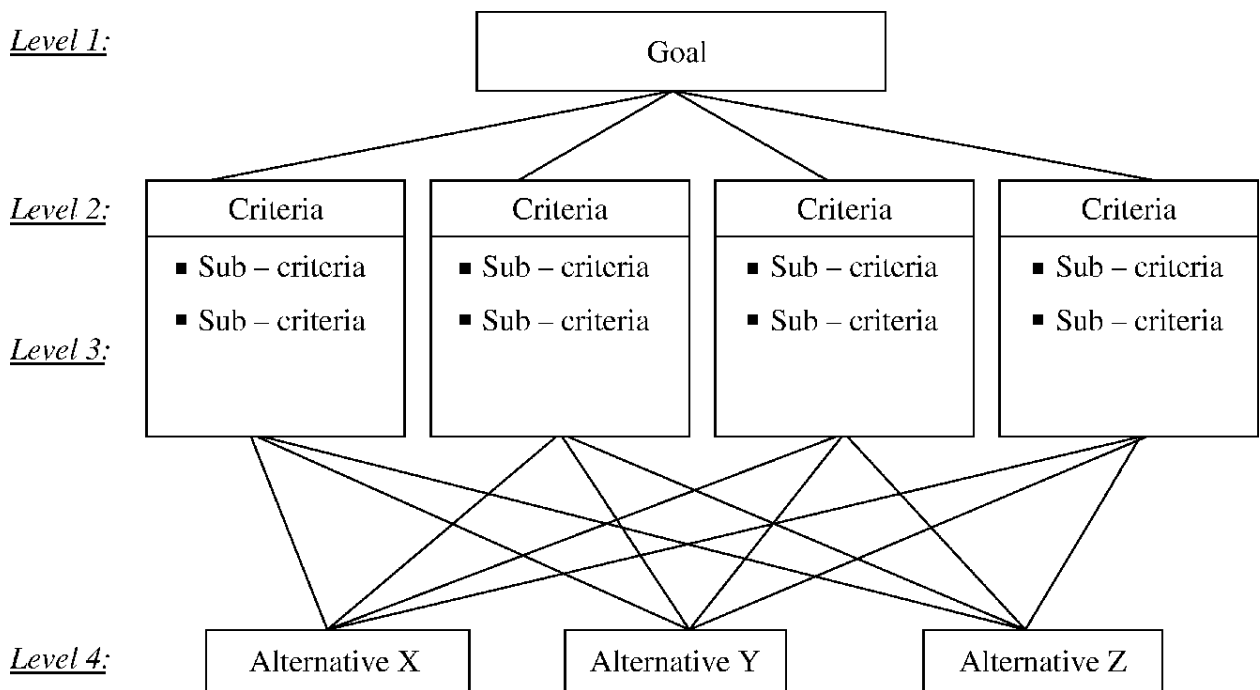 Level 1:
Goal
Level 2:
Criteria
Criteria
Criteria
Criteria
▪ Sub – criteria
▪ Sub – criteria
▪ Sub – criteria
▪ Sub – criteria
▪ Sub – criteria
▪ Sub – criteria
▪ Sub – criteria
▪ Sub – criteria
Level 3:
Level 4:
Alternative X
Alternative Y
Alternative Z